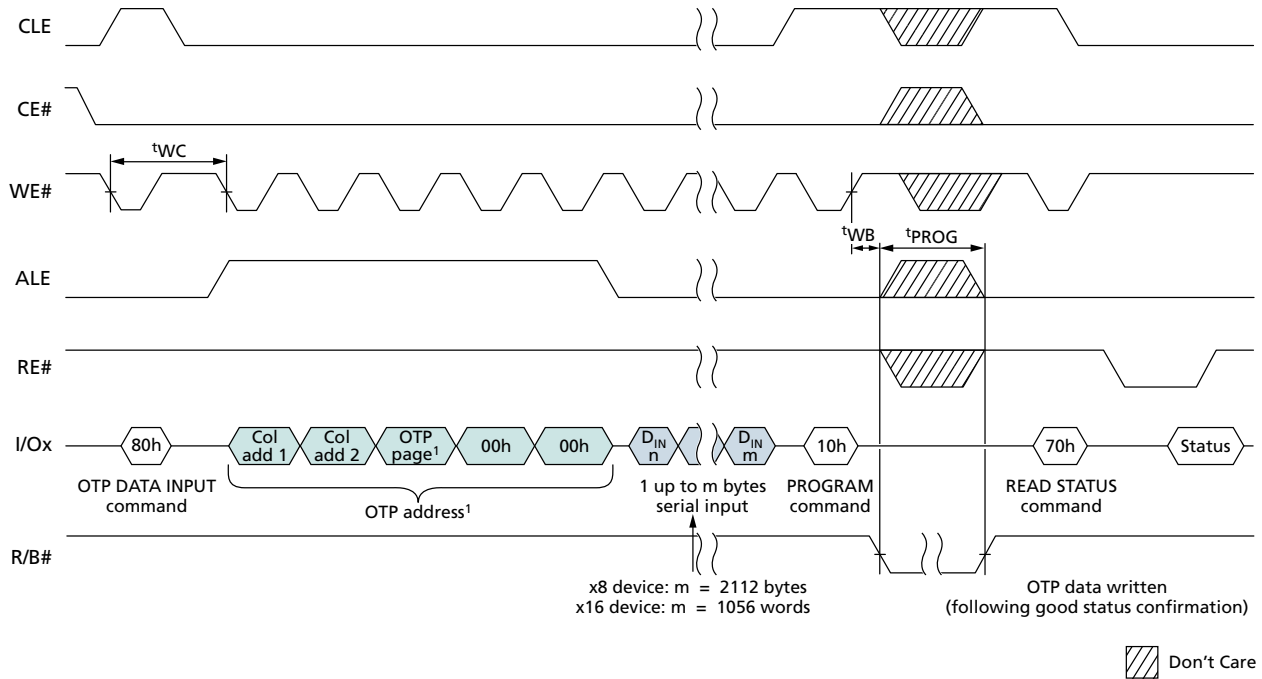 CLE
CE#
tWC
WE#
tWB
tPROG
ALE
RE#
I/Ox
80h
Col add 1
Col add 2
OTP page1
00h
00h
DIN n
DIN m
10h
70h
Status
OTP DATA INPUT
command
OTP address1
1 up to m bytes
serial input
PROGRAM
command
READ STATUS
command
R/B#
x8 device: m = 2112 bytes
x16 device: m = 1056 words
OTP data written
(following good status confirmation)
Don't Care